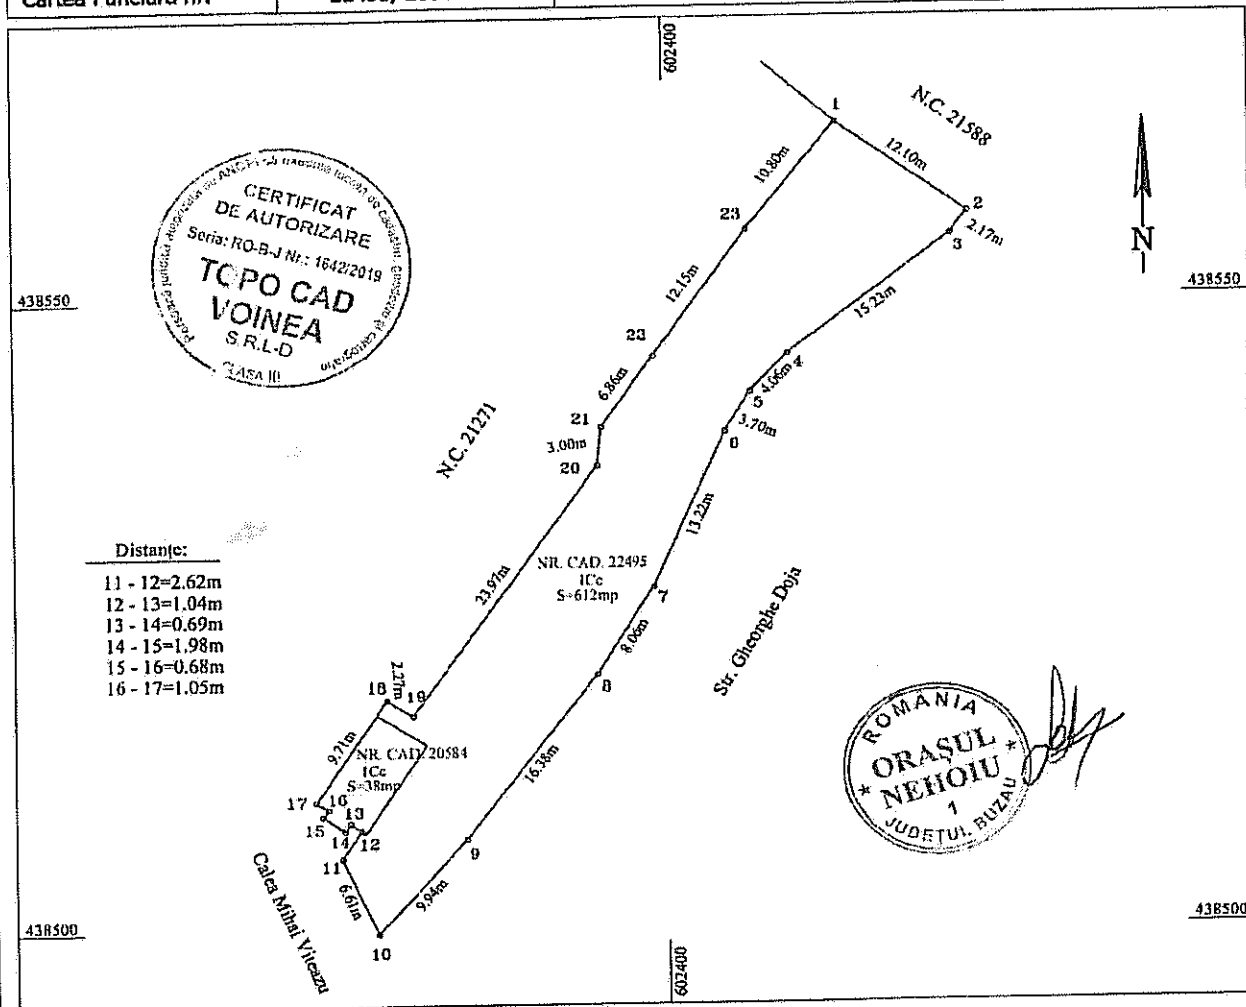 602400
N.C. 21588
1
12.10m
10.80m
2
2.17m
23
3
N
CERTIFICAT
DE AUTORIZARE
Seria: RO-B-J Nr.: 1642/2019
TOPO CAD
VOINEA
S.R.L-D
CLASA III
438550
438550
12.15m
15.23m
23
4
4.06m
6.86m
5
3.70m
21
6
3.00m
20
N.C. 21271
13.22m
Distanțe:
11 - 12=2.62m
12 - 13=1.04m
13 - 14=0.69m
14 - 15=1.98m
15 - 16=0.68m
16 - 17=1.05m
23.97m
NR. CAD. 22495
1Cc
S=612mp
7
Str. Gheorghe Doja
8.06m
8
18
2.27m
19
9.71m
NR. CAD. 20584
1Cc
S=38mp
16.38m
17
16
15
13
14
12
11
9
6.61m
9.94m
10
Calea Mihai Viteazu
ROMÂNIA
ORAȘUL
NEHOIU
1
JUDEȚUL BUZĂU
438500
438500
602400